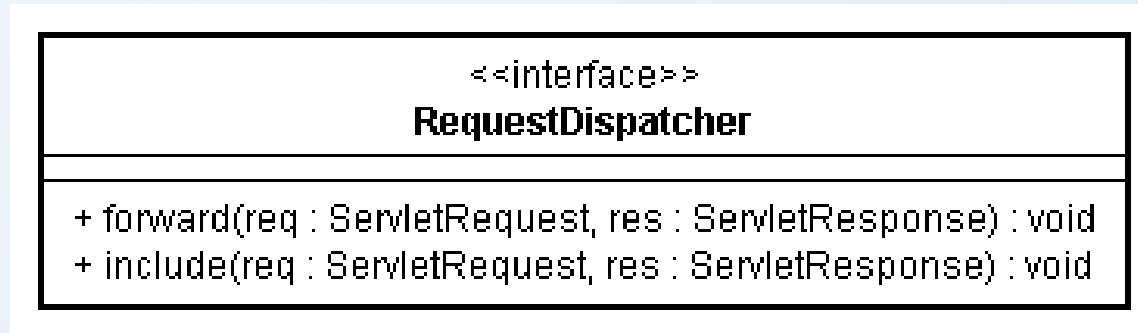 <<interface>>
RequestDispatcher
+ forward(req : ServletRequest, res : ServletResponse) : void
+ include(req : ServletRequest, res : ServletResponse) : void